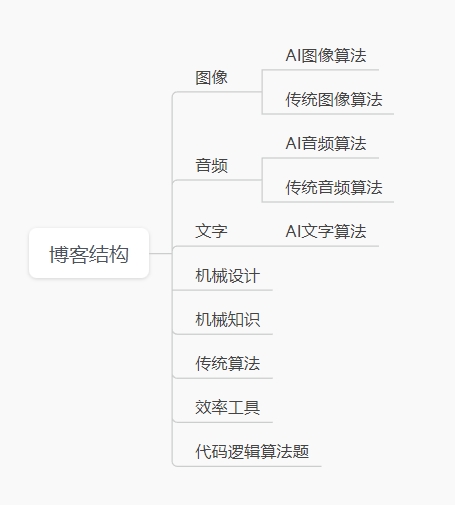 博客结构
图像
AI图像算法
传统图像算法
音频
AI音频算法
传统音频算法
文字
AI文字算法
机械设计
机械知识
传统算法
效率工具
代码逻辑算法题